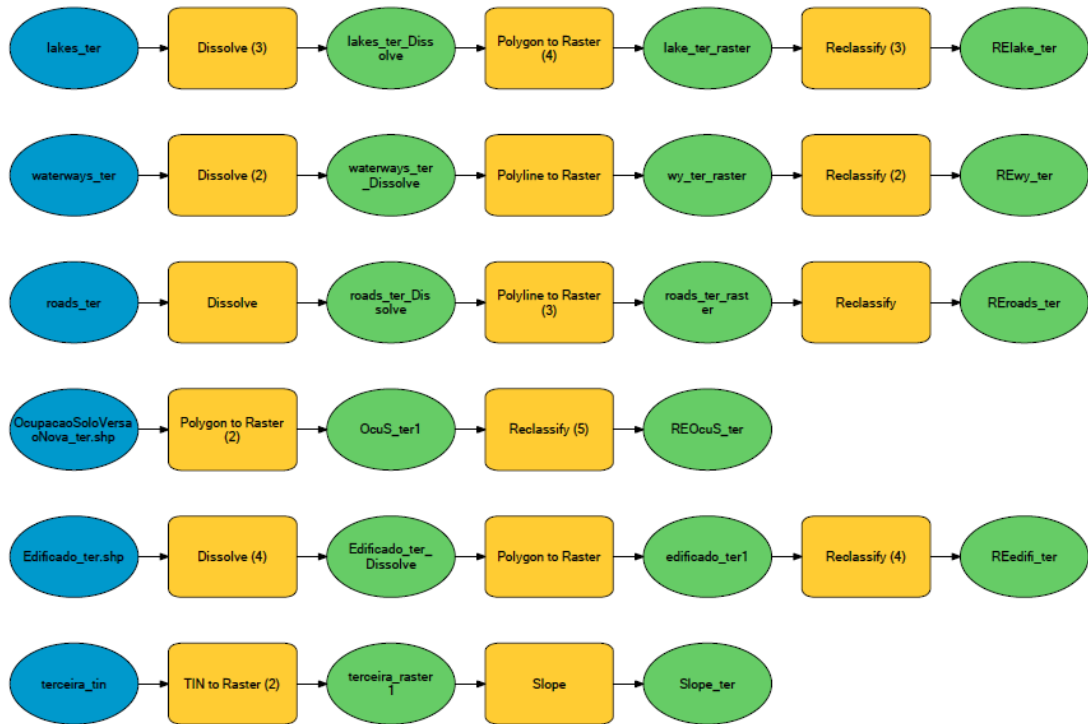 lakes_ter
Dissolve (3)
lakes_ter_Disso
olve
Polygon to Raster
(4)
lake_ter_raster
Reclassify (3)
RElake_ter
waterways_ter
Dissolve (2)
waterways_ter
_Dissolve
Polyline to Raster
wy_ter_raster
Reclassify (2)
REwy_ter
roads_ter
Dissolve
roads_ter_Dis
solve
Polyline to Raster
(3)
roads_ter_rast
er
Reclassify
REroads_ter
OcupacaoSoloVersa
oNova_ter.shp
Polygon to Raster
(2)
OcuS_ter1
Reclassify (5)
REOcuS_ter
Edificado_ter.shp
Dissolve (4)
Edificado_ter_
Dissolve
Polygon to Raster
edificado_ter1
Reclassify (4)
REedifi_ter
terceira_tin
TIN to Raster (2)
terceira_raster
1
Slope
Slope_ter